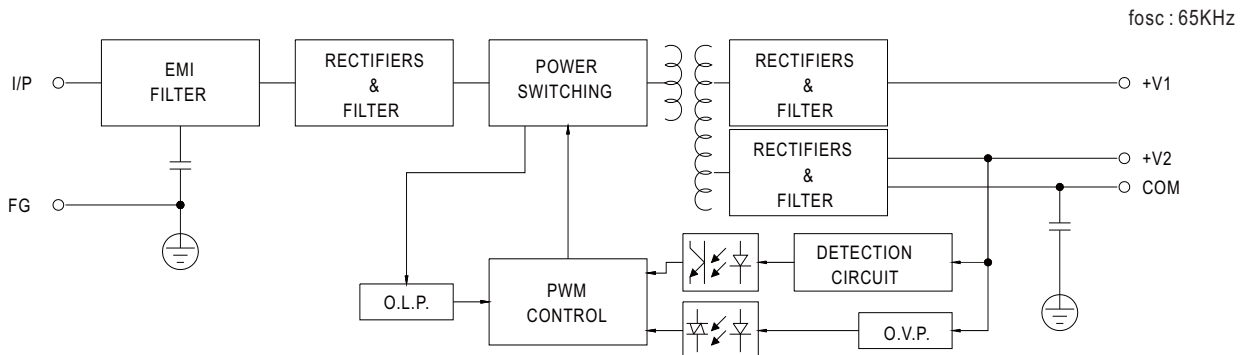 fosc : 65KHz
I/P
EMI
FILTER
RECTIFIERS
&
FILTER
POWER
SWITCHING
RECTIFIERS
&
FILTER
+V1
RECTIFIERS
&
FILTER
+V2
COM
FG
O.L.P.
PWM
CONTROL
DETECTION
CIRCUIT
O.V.P.